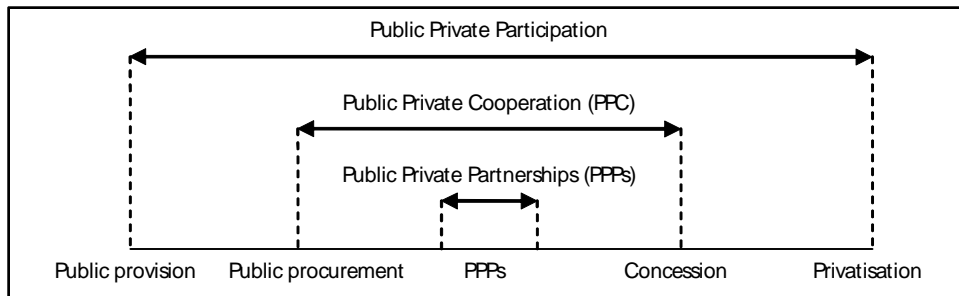 Public Private Participation
Public Private Cooperation (PPC)
Public Private Partnerships (PPPs)
Public provision Public procurement PPPs Concession Privatisation